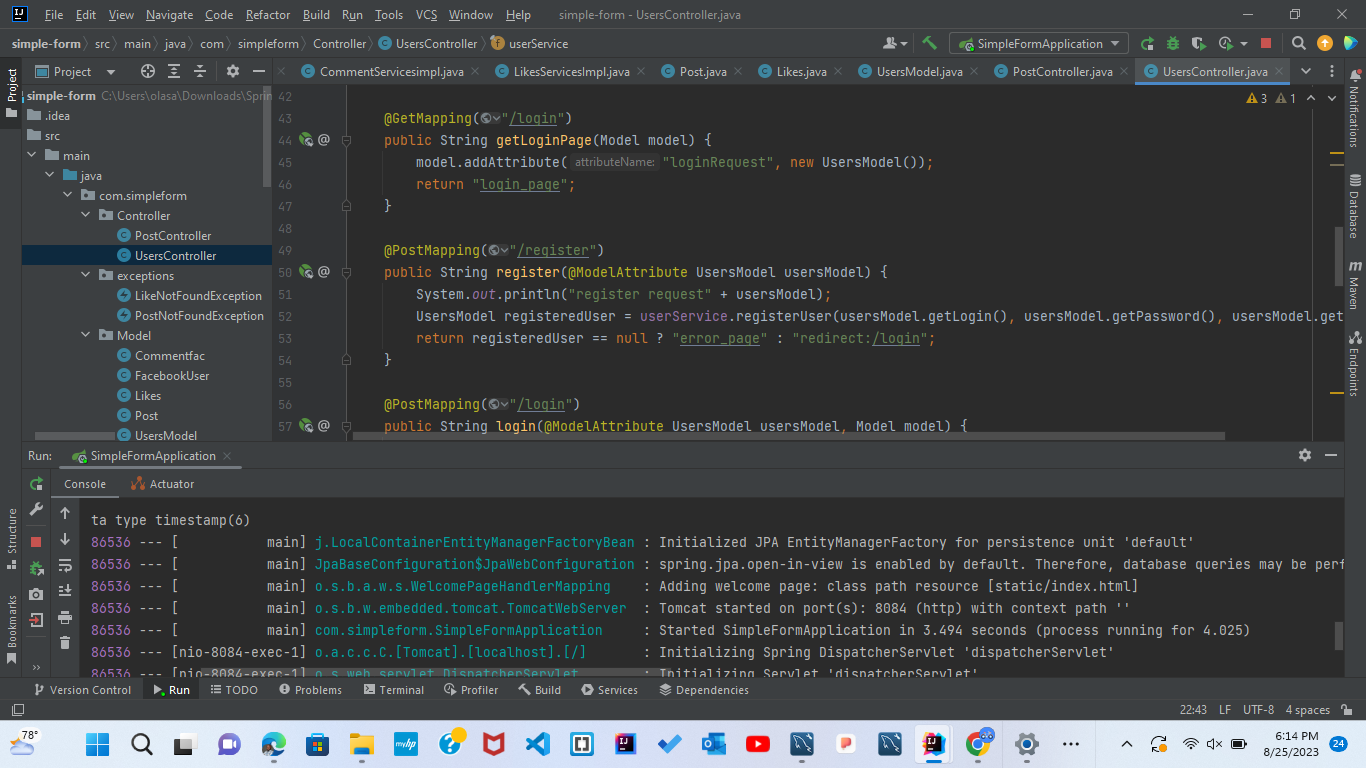 File Edit View Navigate Code Refactor Build Run Tools VCS Window Help simple-form - UsersController.java
simple-form src main java com simpleform Controller UsersController userService SimpleFormApplication
Project CommentServicesimpl.java LikesServicesImpl.java Post.java Likes.java UsersModel.java PostController.java UsersController.java
simple-form C:\Users\olasa\Downloads\Sprin
.idea
src
main
java
com.simpleform
Controller
PostController
UsersController
exceptions
LikeNotFoundException
PostNotFoundException
Model
Commentfac
FacebookUser
Likes
Post
UsersModel
3 1
42
43 @GetMapping("/login")
44 public String getLoginPage(Model model) {
45 model.addAttribute( attributeName: "loginRequest", new UsersModel());
46 return "login_page";
47 }
48
49 @PostMapping("/register")
50 public String register(@ModelAttribute UsersModel usersModel) {
51 System.out.println("register request" + usersModel);
52 UsersModel registeredUser = userService.registerUser(usersModel.getLogin(), usersModel.getPassword(), usersModel.get
53 return registeredUser == null ? "error_page" : "redirect:/login";
54 }
55
56 @PostMapping("/login")
57 public String login(@ModelAttribute UsersModel usersModel, Model model) {
Project
Structure
Bookmarks
Notifications
Database
Maven
Endpoints
Run: SimpleFormApplication
Console Actuator
ta type timestamp(6)
86536 --- [ main] j.LocalContainerEntityManagerFactoryBean : Initialized JPA EntityManagerFactory for persistence unit 'default'
86536 --- [ main] JpaBaseConfiguration$JpaWebConfiguration : spring.jpa.open-in-view is enabled by default. Therefore, database queries may be perf
86536 --- [ main] o.s.b.a.w.s.WelcomePageHandlerMapping : Adding welcome page: class path resource [static/index.html]
86536 --- [ main] o.s.b.w.embedded.tomcat.TomcatWebServer : Tomcat started on port(s): 8084 (http) with context path ''
86536 --- [ main] com.simpleform.SimpleFormApplication : Started SimpleFormApplication in 3.494 seconds (process running for 4.025)
86536 --- [nio-8084-exec-1] o.a.c.c.C.[Tomcat].[localhost].[/] : Initializing Spring DispatcherServlet 'dispatcherServlet'
86536 --- [nio-8084-exec-1] o.s.web.servlet.DispatcherServlet : Initializing Servlet 'dispatcherServlet'
Version Control Run TODO Problems Terminal Profiler Build Services Dependencies
22:43 LF UTF-8 4 spaces
78°
6:14 PM
8/25/2023
24